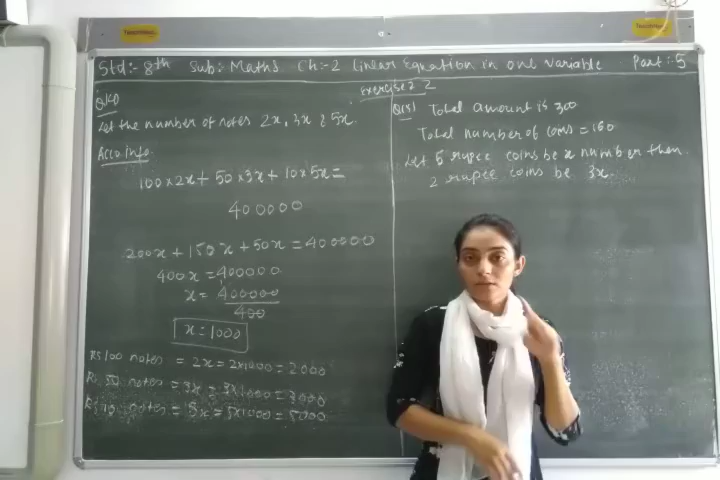 Std:- 8th Sub:- Maths Ch:-2 Linear Equation in one variable Part:-5
Exercise 2.2
Q(14)
Let the number of notes 2x, 3x & 5x.
Acco. info.
100×2x + 50×3x + 10×5x =
400000
200x + 150x + 50x = 400000
400x = 400000
x = 400000
400
x = 1000
Rs 100 notes = 2x = 2×1000 = 2000
Rs. 50 notes = 3x = 3×1000 = 3000
Rs. 10 notes = 5x = 5×1000 = 5000
Q(15) Total amount is 300
Total number of coins = 160
Let 5 rupee coins be x number then
2 rupee coins be 3x.